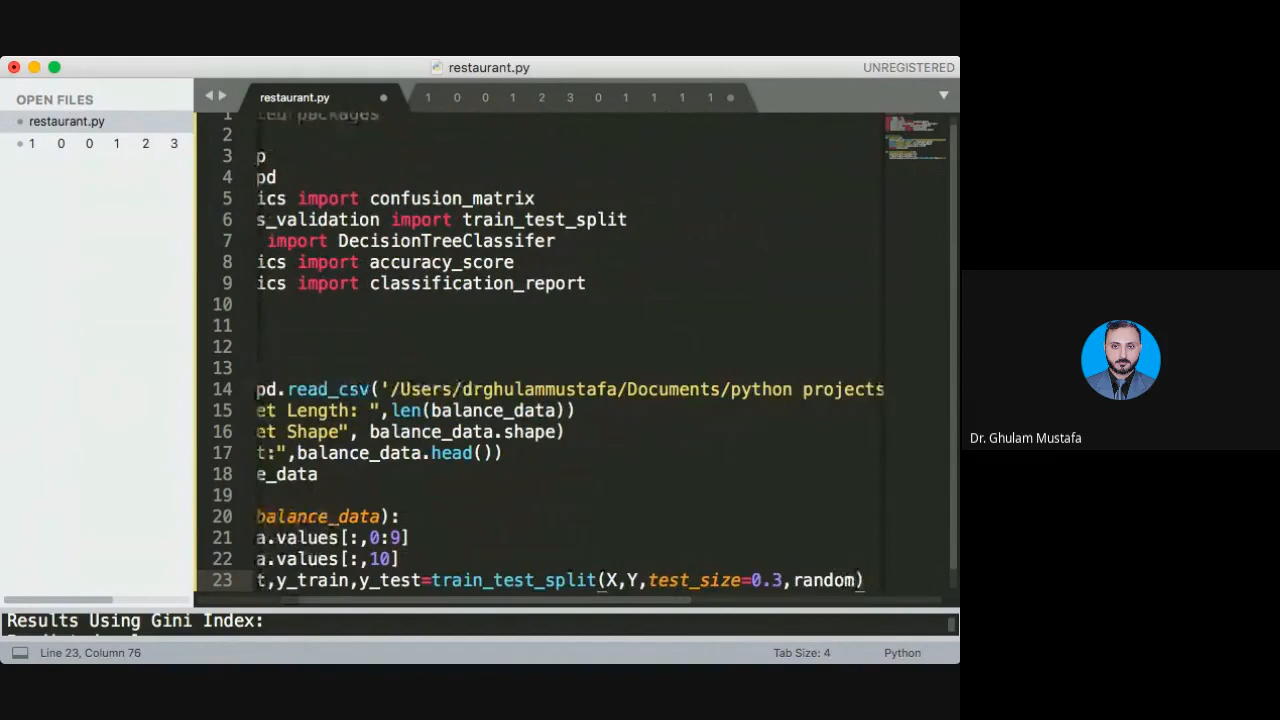 restaurant.py
UNREGISTERED
OPEN FILES
restaurant.py
1 0 0 1 2 3
restaurant.py
1 0 0 1 2 3 0 1 1 1 1
1 packages
2
3 p
4 pd
5 ics import confusion_matrix
6 s_validation import train_test_split
7 import DecisionTreeClassifer
8 ics import accuracy_score
9 ics import classification_report
10
11
12
13
14 pd.read_csv('/Users/drghulammustafa/Documents/python projects
15 et Length: ",len(balance_data))
16 et Shape", balance_data.shape)
17 t:",balance_data.head())
18 e_data
19
20 balance_data):
21 a.values[:,0:9]
22 a.values[:,10]
23 t,y_train,y_test=train_test_split(X,Y,test_size=0.3,random)
Results Using Gini Index:
Line 23, Column 76
Tab Size: 4
Python
Dr. Ghulam Mustafa